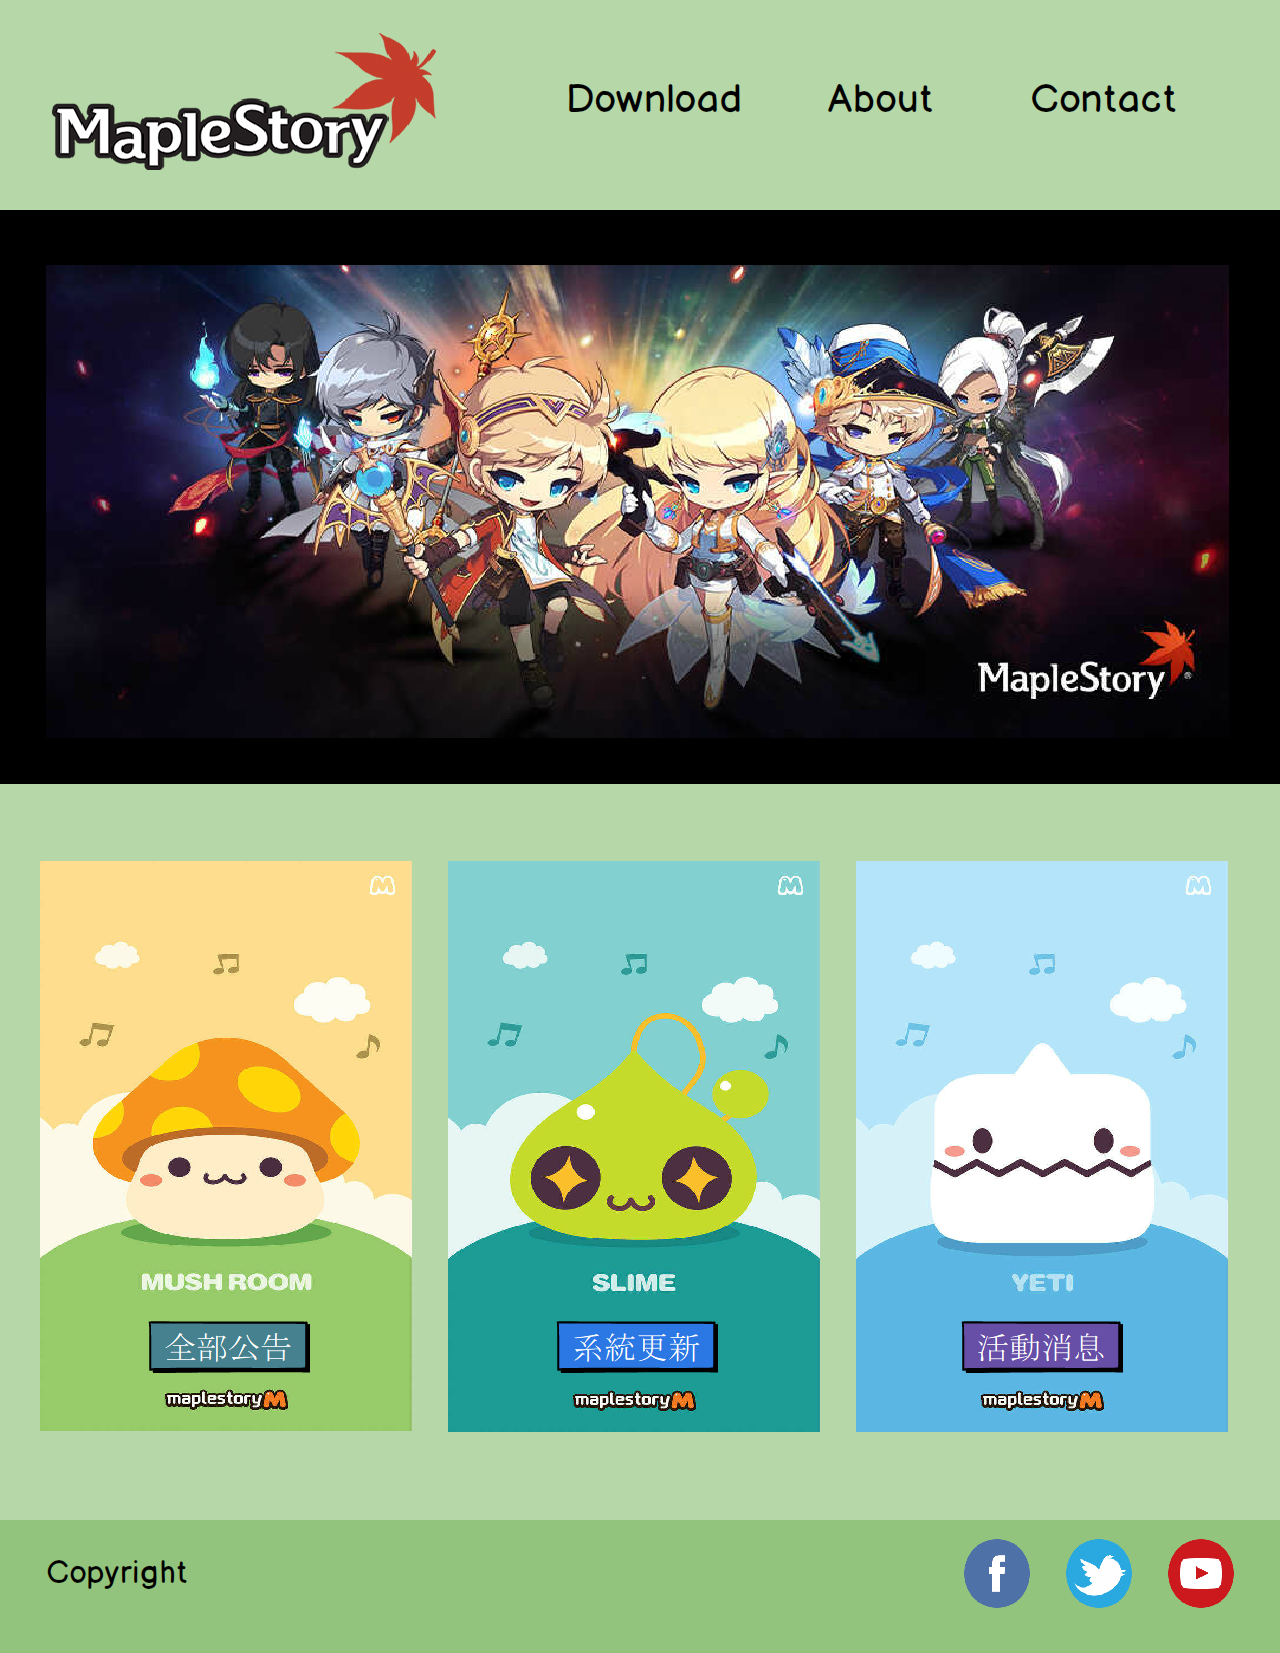 MapleStory
Download About Contact
MapleStory
M M M
MUSH ROOM SLIME YETI
全部公告 系統更新 活動消息
maplestory M maplestory M maplestory M
Copyright